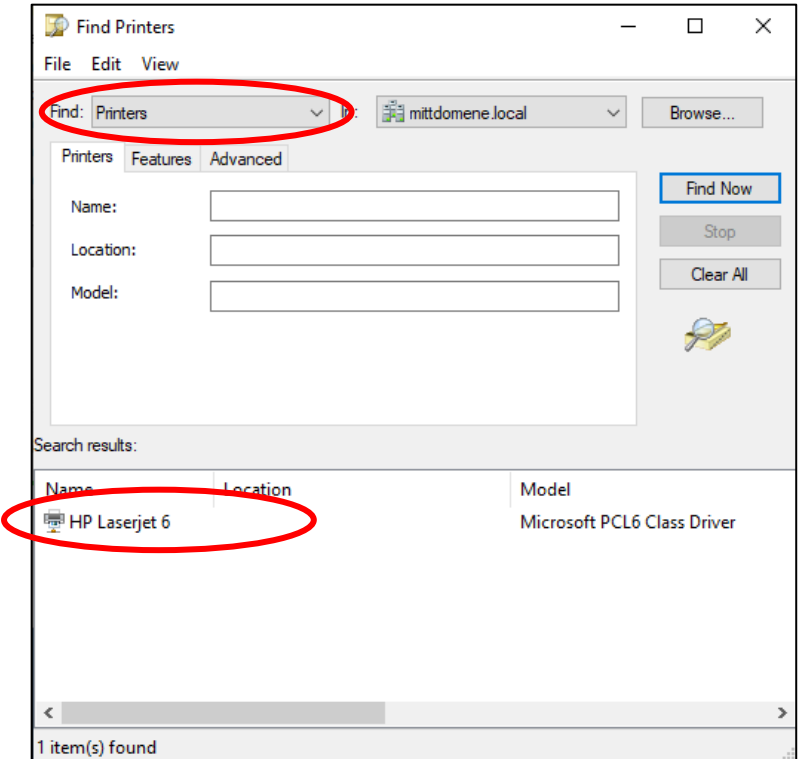 Find Printers
File Edit View
Find: Printers In: mittdomene.local Browse...
Printers Features Advanced
Name:
Location:
Model:
Find Now
Stop
Clear All
Search results:
Name Location Model
HP Laserjet 6 Microsoft PCL6 Class Driver
1 item(s) found